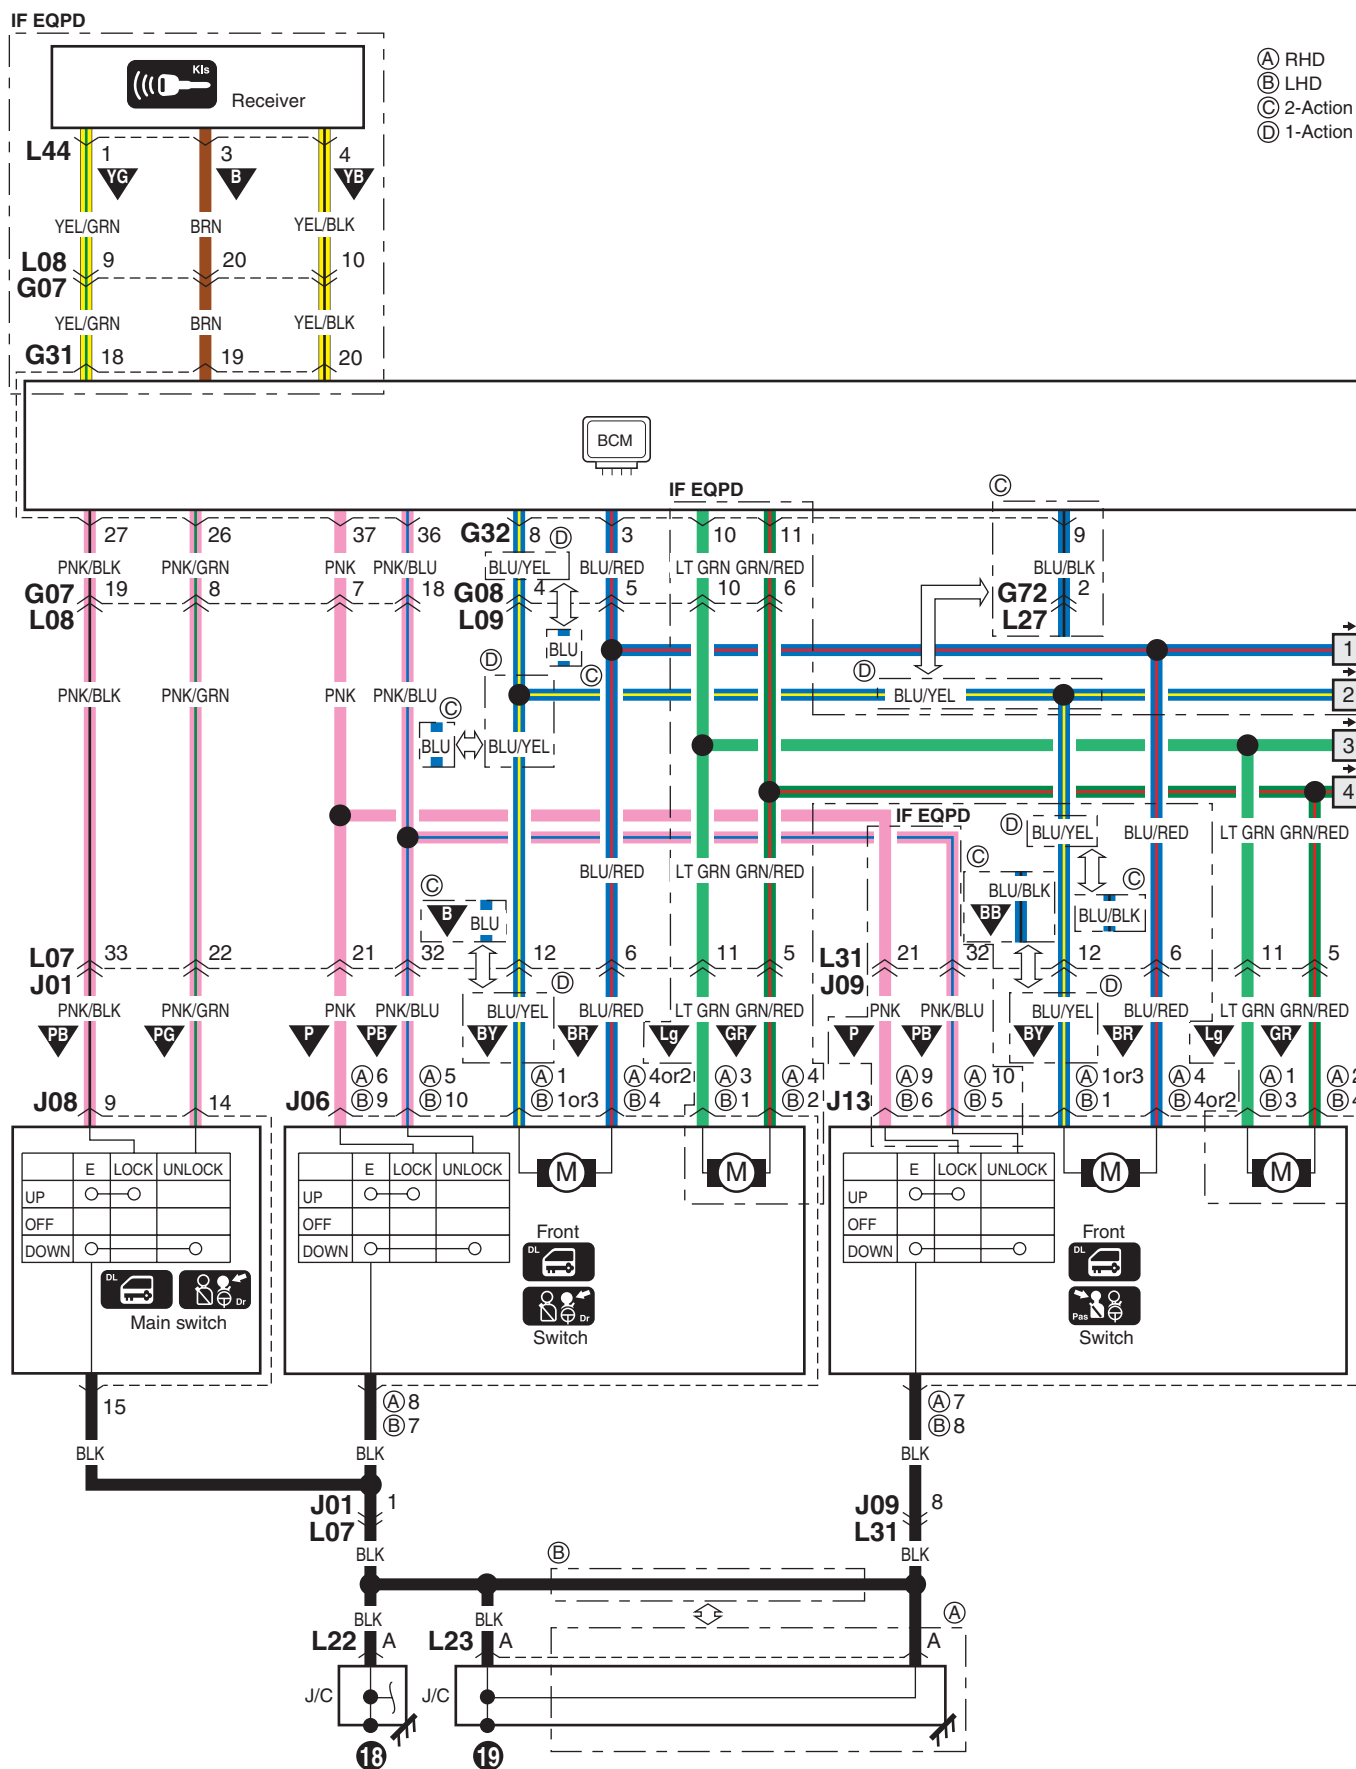 IF EQPD
Kls
Receiver
Ⓐ RHD
Ⓑ LHD
Ⓒ 2-Action
Ⓓ 1-Action
L44 1 3 4
YG B YB
YEL/GRN BRN YEL/BLK
L08 9 20 10
G07
YEL/GRN BRN YEL/BLK
G31 18 19 20
BCM
IF EQPD Ⓒ
27 26 37 36 G32 8 Ⓓ 3 10 11 9
PNK/BLK PNK/GRN PNK PNK/BLU BLU/YEL BLU/RED LT GRN GRN/RED BLU/BLK
G07 19 8 7 18 G08 4 5 10 6 G72 2
L08 L09 L27
BLU 1
Ⓓ Ⓒ Ⓓ
PNK/BLK PNK/GRN PNK PNK/BLU BLU/YEL 2
Ⓒ
BLU BLU/YEL 3
4
IF EQPD
Ⓓ BLU/YEL BLU/RED LT GRN GRN/RED
BLU/RED LT GRN GRN/RED Ⓒ BLU/BLK Ⓒ
Ⓒ B BLU BB BLU/BLK
L07 33 22 21 32 12 6 11 5 L31 21 32 12 6 11 5
J01 J09
Ⓓ Ⓓ
PNK/BLK PNK/GRN PNK PNK/BLU BLU/YEL BLU/RED LT GRN GRN/RED PNK PNK/BLU BLU/YEL BLU/RED LT GRN GRN/RED
PB PG P PB BY BR Lg GR P PB BY BR Lg GR
Ⓐ6 Ⓐ5 Ⓐ1 Ⓐ4or2 Ⓐ3 Ⓐ4 Ⓐ9 Ⓐ10 Ⓐ1or3 Ⓐ4 Ⓐ1 Ⓐ2
J08 9 14 J06 Ⓑ9 Ⓑ10 Ⓑ1or3 Ⓑ4 Ⓑ1 Ⓑ2 J13 Ⓑ6 Ⓑ5 Ⓑ1 Ⓑ4or2 Ⓑ3 Ⓑ4
E LOCK UNLOCK E LOCK UNLOCK M M E LOCK UNLOCK M M
UP UP UP
OFF OFF OFF
DOWN DOWN DOWN
Front Front
DL DL DL
Dr Dr Pas
Main switch Switch Switch
15 Ⓐ8 Ⓐ7
Ⓑ7 Ⓑ8
BLK BLK BLK
J01 1 J09 8
L07 L31
BLK BLK
Ⓑ
Ⓐ
BLK BLK
L22 A L23 A A
J/C J/C
18 19